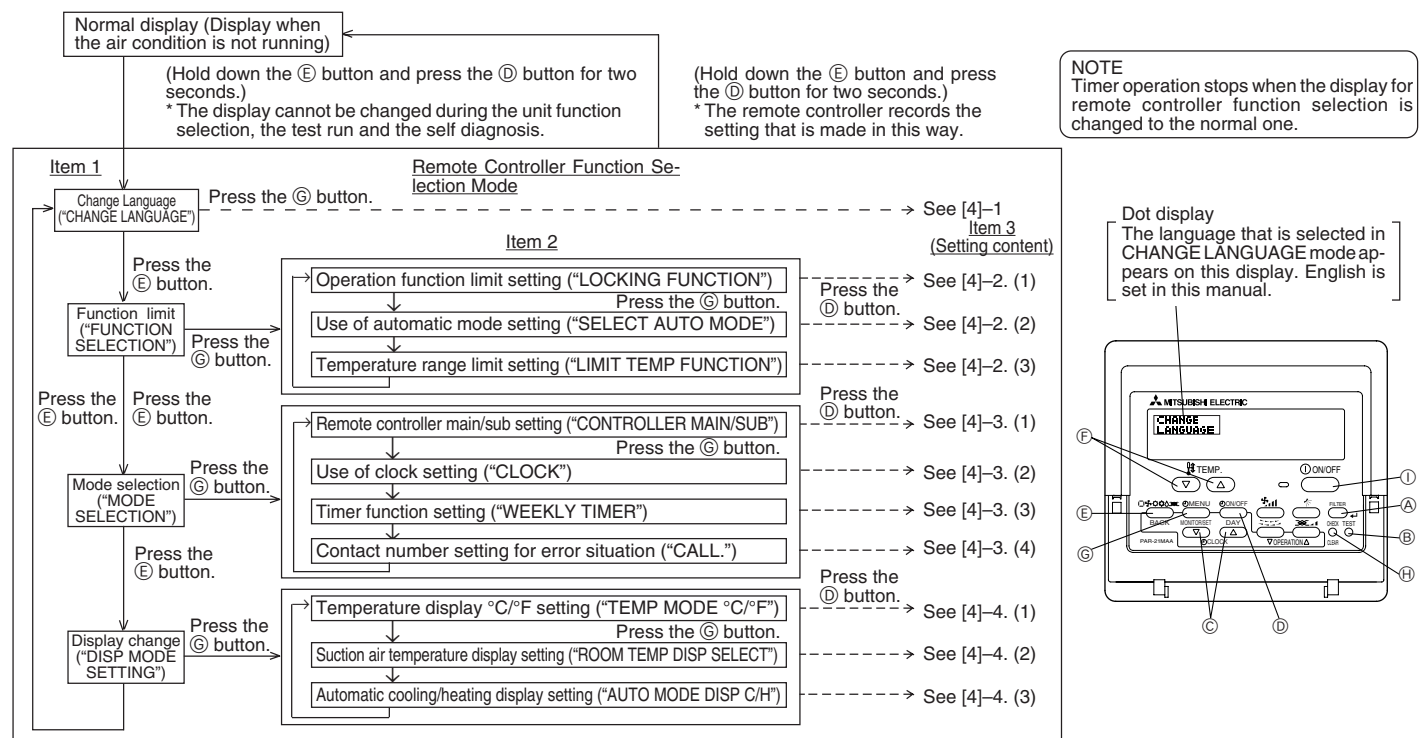 Normal display (Display when
the air condition is not running)
(Hold down the Ⓔ button and press the Ⓓ button for two
seconds.)
* The display cannot be changed during the unit function
selection, the test run and the self diagnosis.
(Hold down the Ⓔ button and press
the Ⓓ button for two seconds.)
* The remote controller records the
setting that is made in this way.
NOTE
Timer operation stops when the display for
remote controller function selection is
changed to the normal one.
Item 1
Remote Controller Function Se-
lection Mode
Change Language
(“CHANGE LANGUAGE”)
Press the Ⓖ button.
See [4]–1
Item 2
Item 3
(Setting content)
Press the
Ⓔ button.
Function limit
(“FUNCTION
SELECTION”)
Press the
Ⓖ button.
Operation function limit setting (“LOCKING FUNCTION”)
Press the Ⓖ button.
Press the
Ⓓ button.
See [4]–2. (1)
Use of automatic mode setting (“SELECT AUTO MODE”)
See [4]–2. (2)
Temperature range limit setting (“LIMIT TEMP FUNCTION”)
See [4]–2. (3)
Press the
Ⓔ button.
Press the
Ⓔ button.
Mode selection
(“MODE
SELECTION”)
Press the
Ⓖ button.
Press the
Ⓓ button.
Remote controller main/sub setting (“CONTROLLER MAIN/SUB”)
See [4]–3. (1)
Press the Ⓖ button.
Use of clock setting (“CLOCK”)
See [4]–3. (2)
Timer function setting (“WEEKLY TIMER”)
See [4]–3. (3)
Contact number setting for error situation (“CALL.”)
See [4]–3. (4)
Press the
Ⓔ button.
Display change
(“DISP MODE
SETTING”)
Press the
Ⓖ button.
Press the
Ⓓ button.
Temperature display °C/°F setting (“TEMP MODE °C/°F”)
See [4]–4. (1)
Press the Ⓖ button.
Suction air temperature display setting (“ROOM TEMP DISP SELECT”)
See [4]–4. (2)
Automatic cooling/heating display setting (“AUTO MODE DISP C/H”)
See [4]–4. (3)
Dot display
The language that is selected in
CHANGE LANGUAGE mode ap-
pears on this display. English is
set in this manual.
MITSUBISHI ELECTRIC
CHANGE
LANGUAGE
Ⓕ
TEMP.
ON/OFF
Ⓘ
MENU
ON/OFF
FILTER
Ⓐ
Ⓔ
BACK
MONITOR/SET
DAY
CHECK TEST
Ⓑ
PAR-21MAA
CLOCK
▽ OPERATION △
CLEAR
Ⓖ
Ⓗ
Ⓒ
Ⓓ